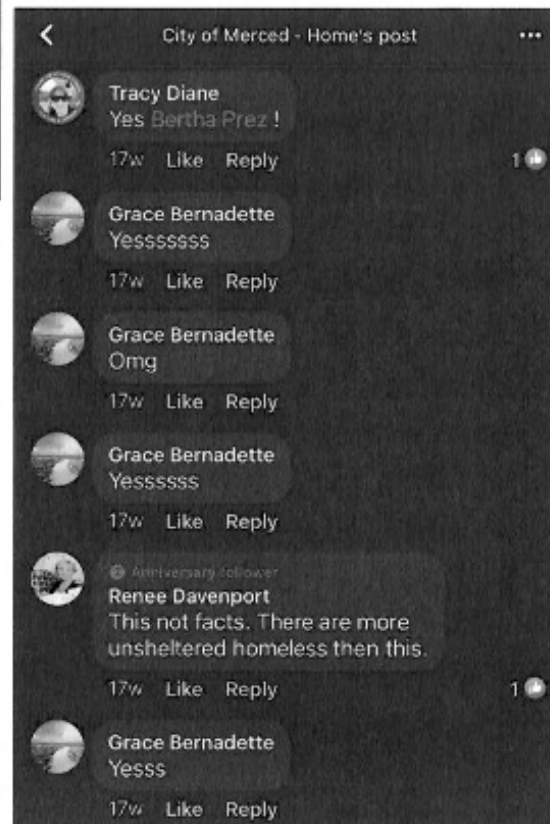 City of Merced - Home's post
Tracy Diane
Yes Bertha Prez !
17w Like Reply 1
Grace Bernadette
Yesssssss
17w Like Reply
Grace Bernadette
Omg
17w Like Reply
Grace Bernadette
Yessssss
17w Like Reply
Anniversary follower
Renee Davenport
This not facts. There are more
unsheltered homeless then this.
17w Like Reply 1
Grace Bernadette
Yesss
17w Like Reply